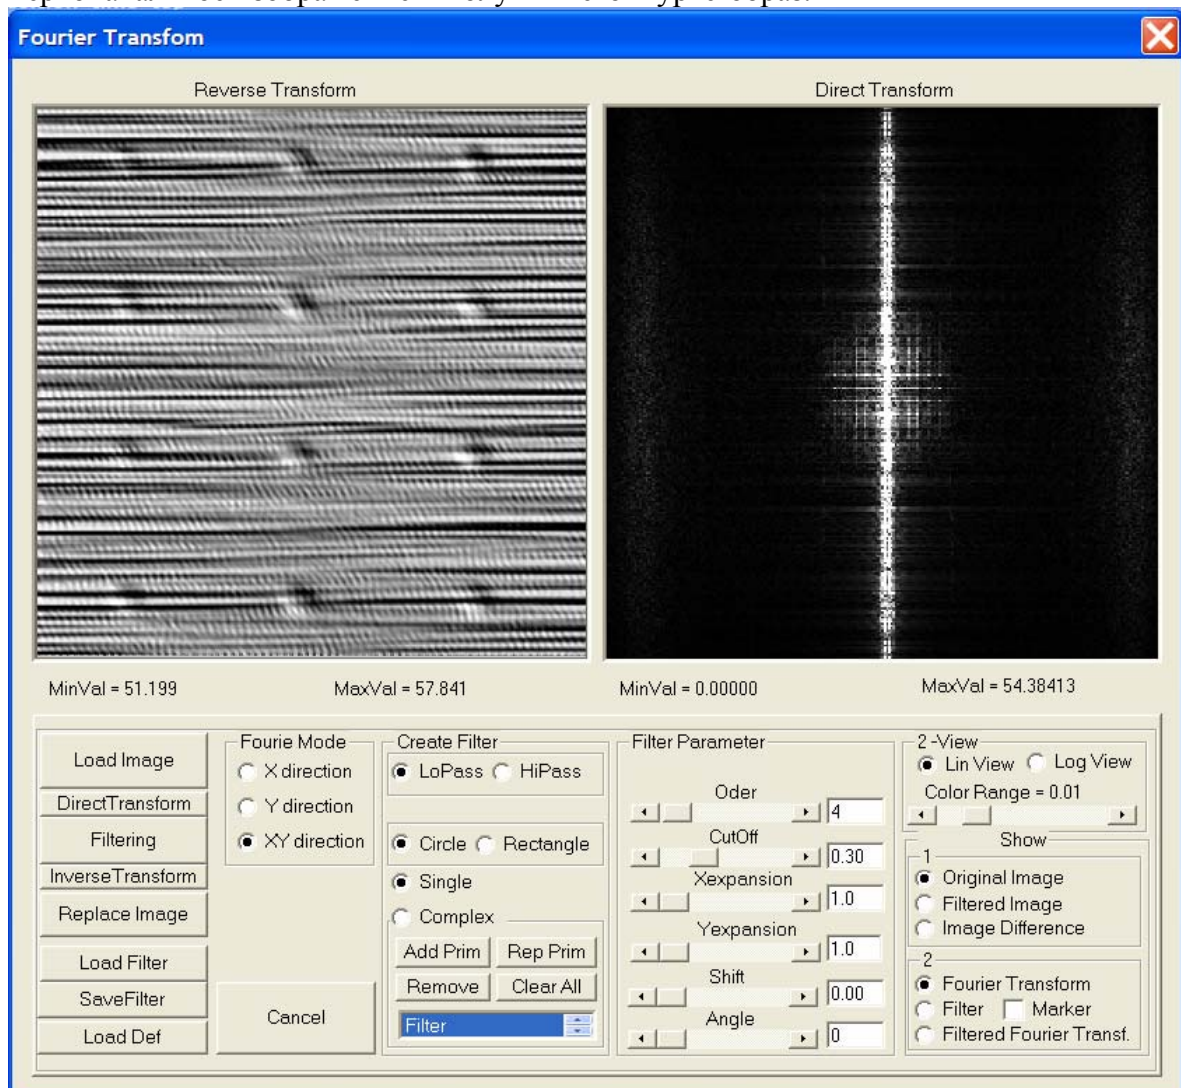 Fourier Transfom
Reverse Transform
Direct Transform
MinVal = 51.199
MaxVal = 57.841
MinVal = 0.00000
MaxVal = 54.38413
Load Image
DirectTransform
Filtering
InverseTransform
Replace Image
Load Filter
SaveFilter
Load Def
Fourie Mode
X direction
Y direction
XY direction
Cancel
Create Filter
LoPass HiPass
Circle Rectangle
Single
Complex
Add Prim Rep Prim
Remove Clear All
Filter
Filter Parameter
Oder
4
CutOff
0.30
Xexpansion
1.0
Yexpansion
1.0
Shift
0.00
Angle
0
2 -View
Lin View Log View
Color Range = 0.01
Show
1
Original Image
Filtered Image
Image Difference
2
Fourier Transform
Filter Marker
Filtered Fourier Transf.